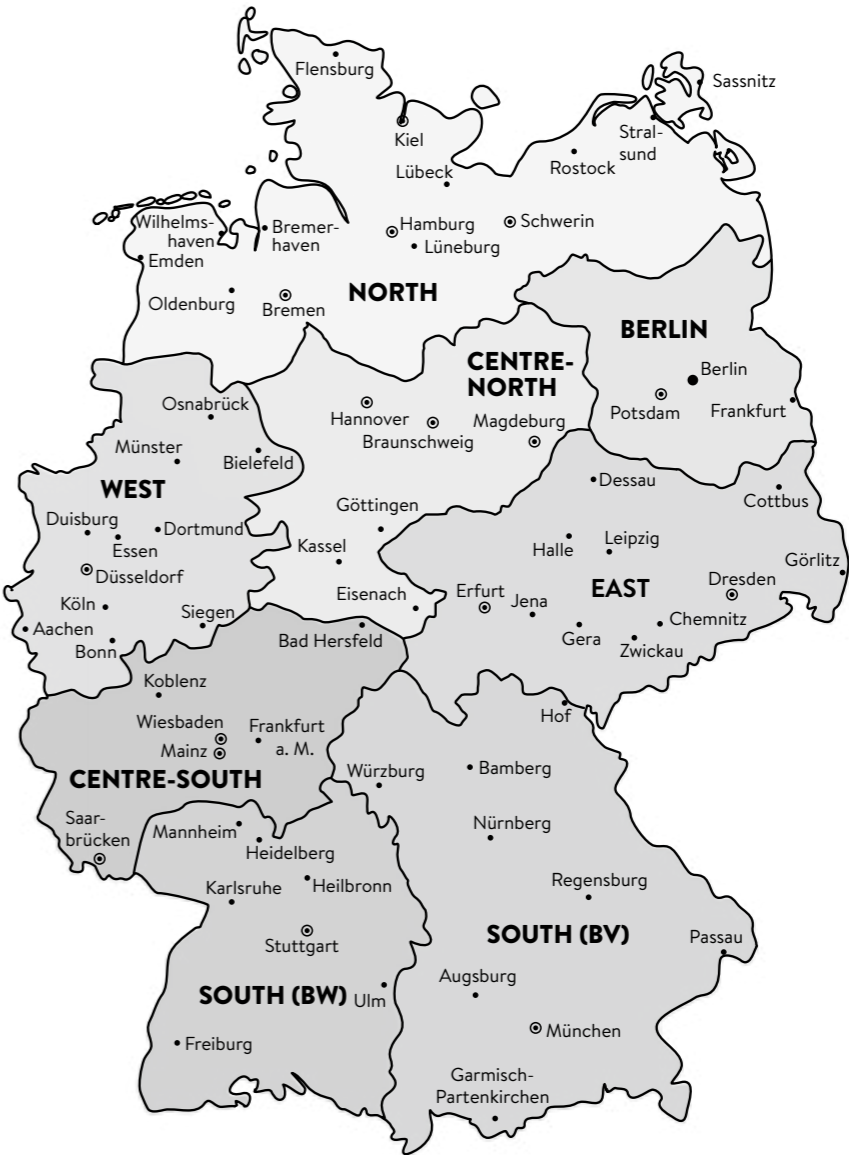 Flensburg
Sassnitz
Kiel
Stral-
sund
Rostock
Lübeck
Wilhelms-
haven
Bremer-
haven
Hamburg
Schwerin
Lüneburg
Emden
Oldenburg
Bremen
NORTH
BERLIN
CENTRE-
NORTH
Berlin
Potsdam
Frankfurt
Osnabrück
Hannover
Braunschweig
Magdeburg
Münster
Bielefeld
WEST
Dessau
Cottbus
Göttingen
Duisburg
Dortmund
Essen
Kassel
Halle
Leipzig
Görlitz
Düsseldorf
Eisenach
Erfurt
EAST
Dresden
Köln
Siegen
Jena
Chemnitz
Aachen
Bonn
Bad Hersfeld
Gera
Zwickau
Koblenz
Hof
Wiesbaden
Frankfurt
a. M.
Mainz
CENTRE-SOUTH
Würzburg
Bamberg
Saar-
brücken
Mannheim
Nürnberg
Heidelberg
Karlsruhe
Heilbronn
Regensburg
Stuttgart
SOUTH (BV)
Passau
SOUTH (BW)
Ulm
Augsburg
Freiburg
München
Garmisch-
Partenkirchen